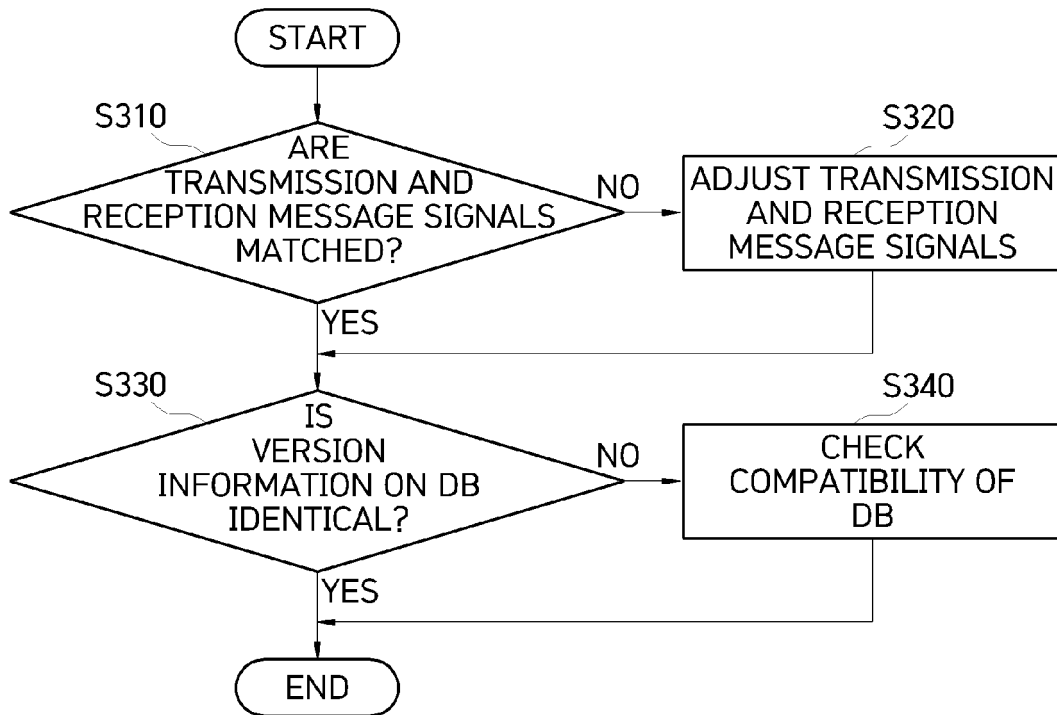 START
S310
ARE
TRANSMISSION AND
RECEPTION MESSAGE SIGNALS
MATCHED?
NO
S320
ADJUST TRANSMISSION
AND RECEPTION
MESSAGE SIGNALS
YES
S330
IS
VERSION
INFORMATION ON DB
IDENTICAL?
NO
S340
CHECK
COMPATIBILITY OF
DB
YES
END